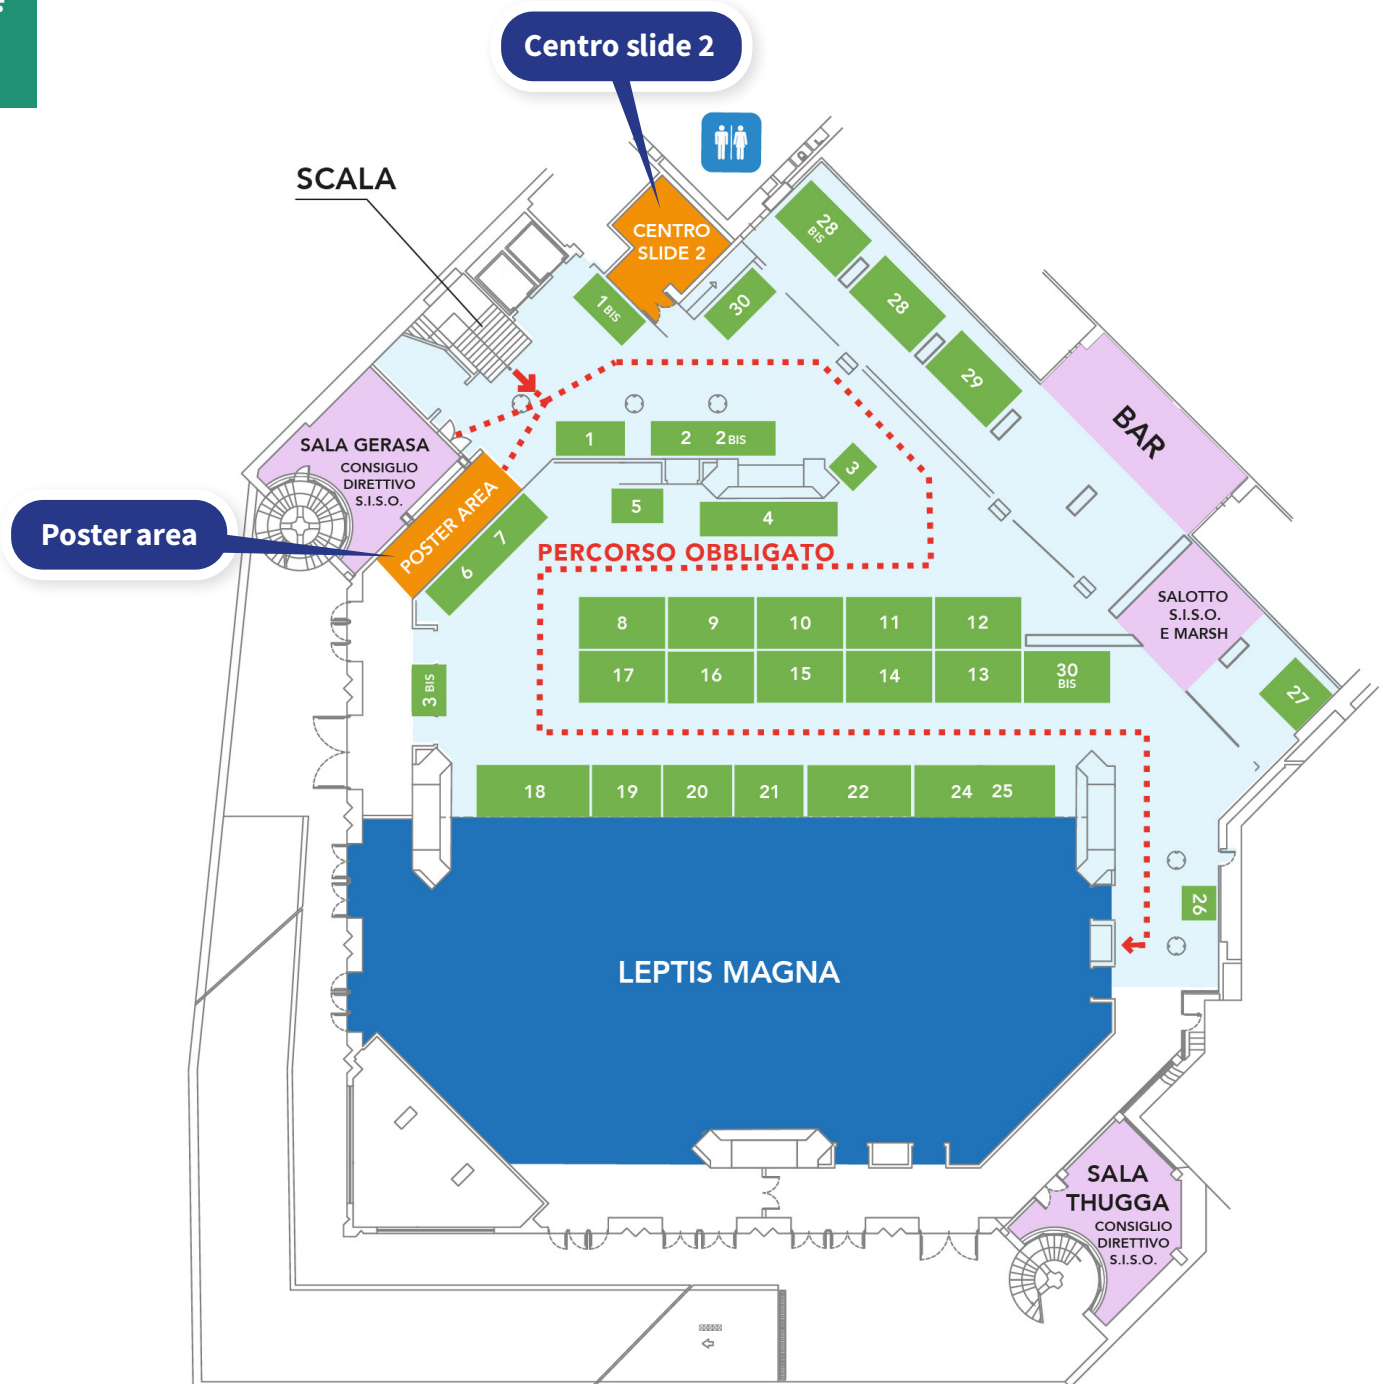 Centro slide 2
SCALA
CENTRO
SLIDE 2
28
BIS
1 BIS
30
28
29
BAR
SALA GERASA
CONSIGLIO
DIRETTIVO
S.I.S.O.
1
2 2 BIS
3
POSTER AREA
Poster area
5
4
7
6
PERCORSO OBBLIGATO
8 9 10 11 12
SALOTTO
S.I.S.O.
E MARSH
17 16 15 14 13 30
BIS
3 BIS
27
18 19 20 21 22 24 25
26
LEPTIS MAGNA
SALA
THUGGA
CONSIGLIO
DIRETTIVO
S.I.S.O.